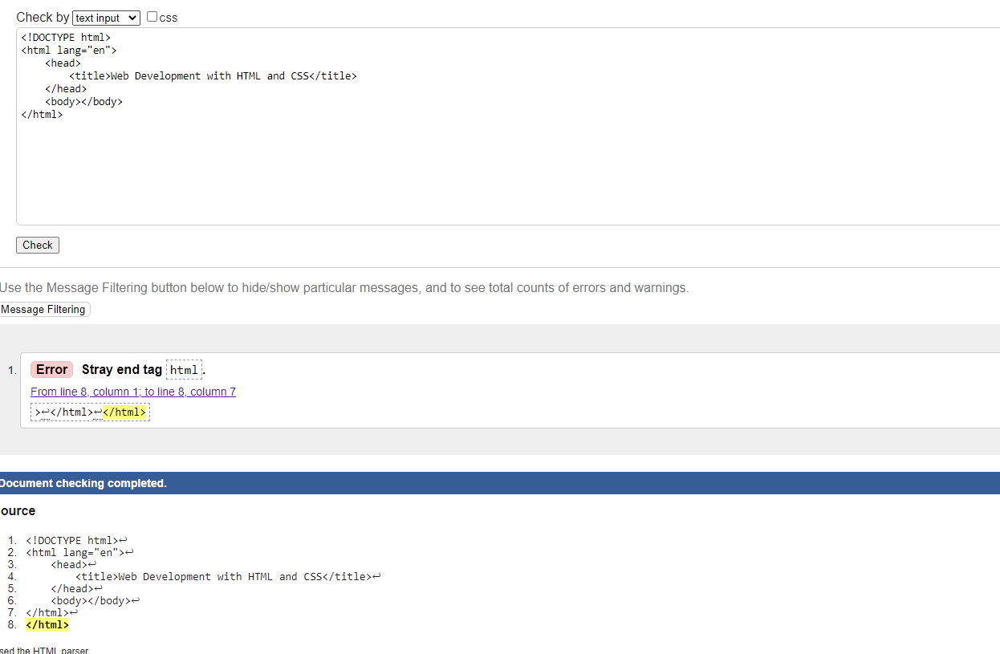 Check by text input css
<!DOCTYPE html>
<html lang="en">
    <head>
        <title>Web Development with HTML and CSS</title>
    </head>
    <body></body>
</html>
Check
Use the Message Filtering button below to hide/show particular messages, and to see total counts of errors and warnings.
Message Filtering
1. Error Stray end tag html.
From line 8, column 1; to line 8, column 7
>↩</html>↩</html>
Document checking completed.
ource
1. <!DOCTYPE html>↩
2. <html lang="en">↩
3.     <head>↩
4.         <title>Web Development with HTML and CSS</title>↩
5.     </head>↩
6.     <body></body>↩
7. </html>↩
8. </html>
sed the HTML parser